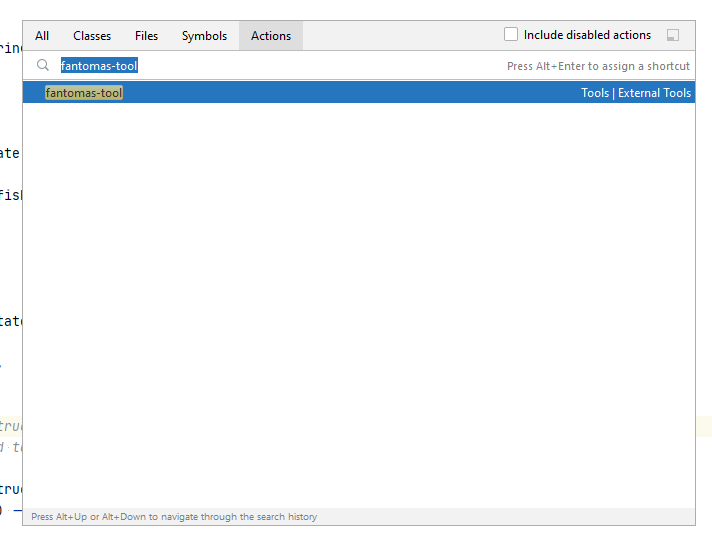 All Classes Files Symbols Actions Include disabled actions
fantomas-tool Press Alt+Enter to assign a shortcut
fantomas-tool Tools | External Tools
Press Alt+Up or Alt+Down to navigate through the search history